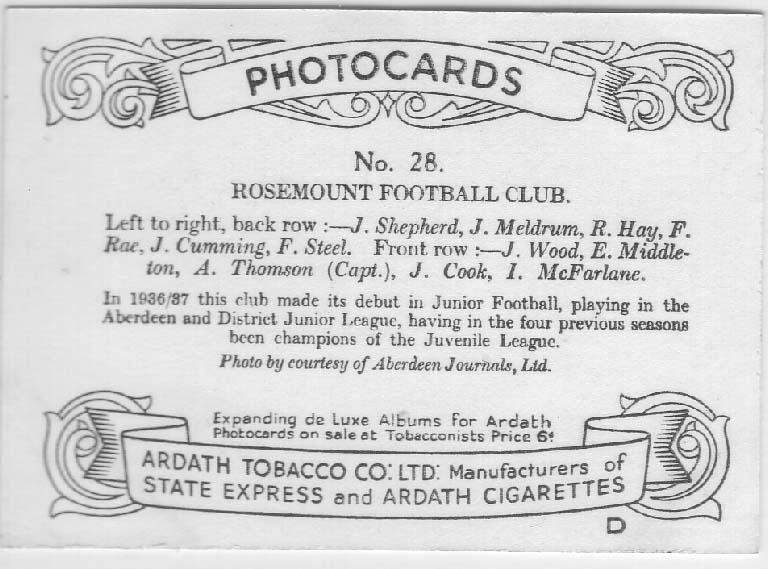 PHOTOCARDS
No. 28.
ROSEMOUNT FOOTBALL CLUB.
Left to right, back row :—J. Shepherd, J. Meldrum, R. Hay, F.
Rae, J. Cumming, F. Steel. Front row :—J. Wood, E. Middle-
ton, A. Thomson (Capt.), J. Cook, I. McFarlane.
In 1936/37 this club made its debut in Junior Football, playing in the
Aberdeen and District Junior League, having in the four previous seasons
been champions of the Juvenile League.
Photo by courtesy of Aberdeen Journals, Ltd.
Expanding de Luxe Albums for Ardath
Photocards on sale at Tobacconists Price 6d
ARDATH TOBACCO CO: LTD: Manufacturers of
STATE EXPRESS and ARDATH CIGARETTES
D